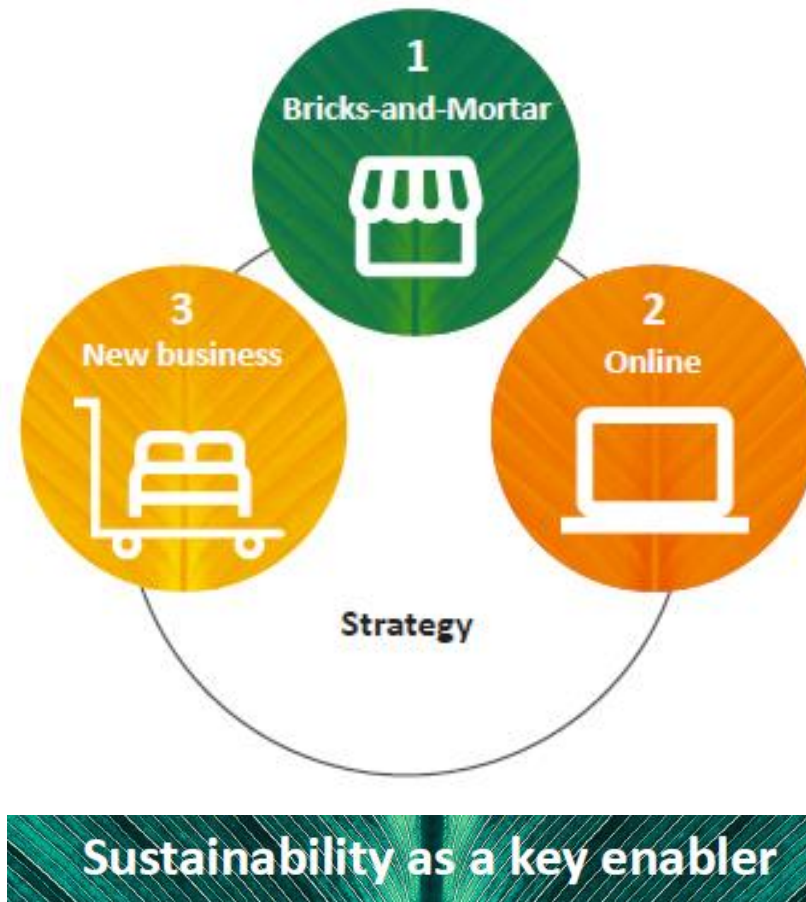 1
Bricks-and-Mortar
3
New business
2
Online
Strategy
Sustainability as a key enabler